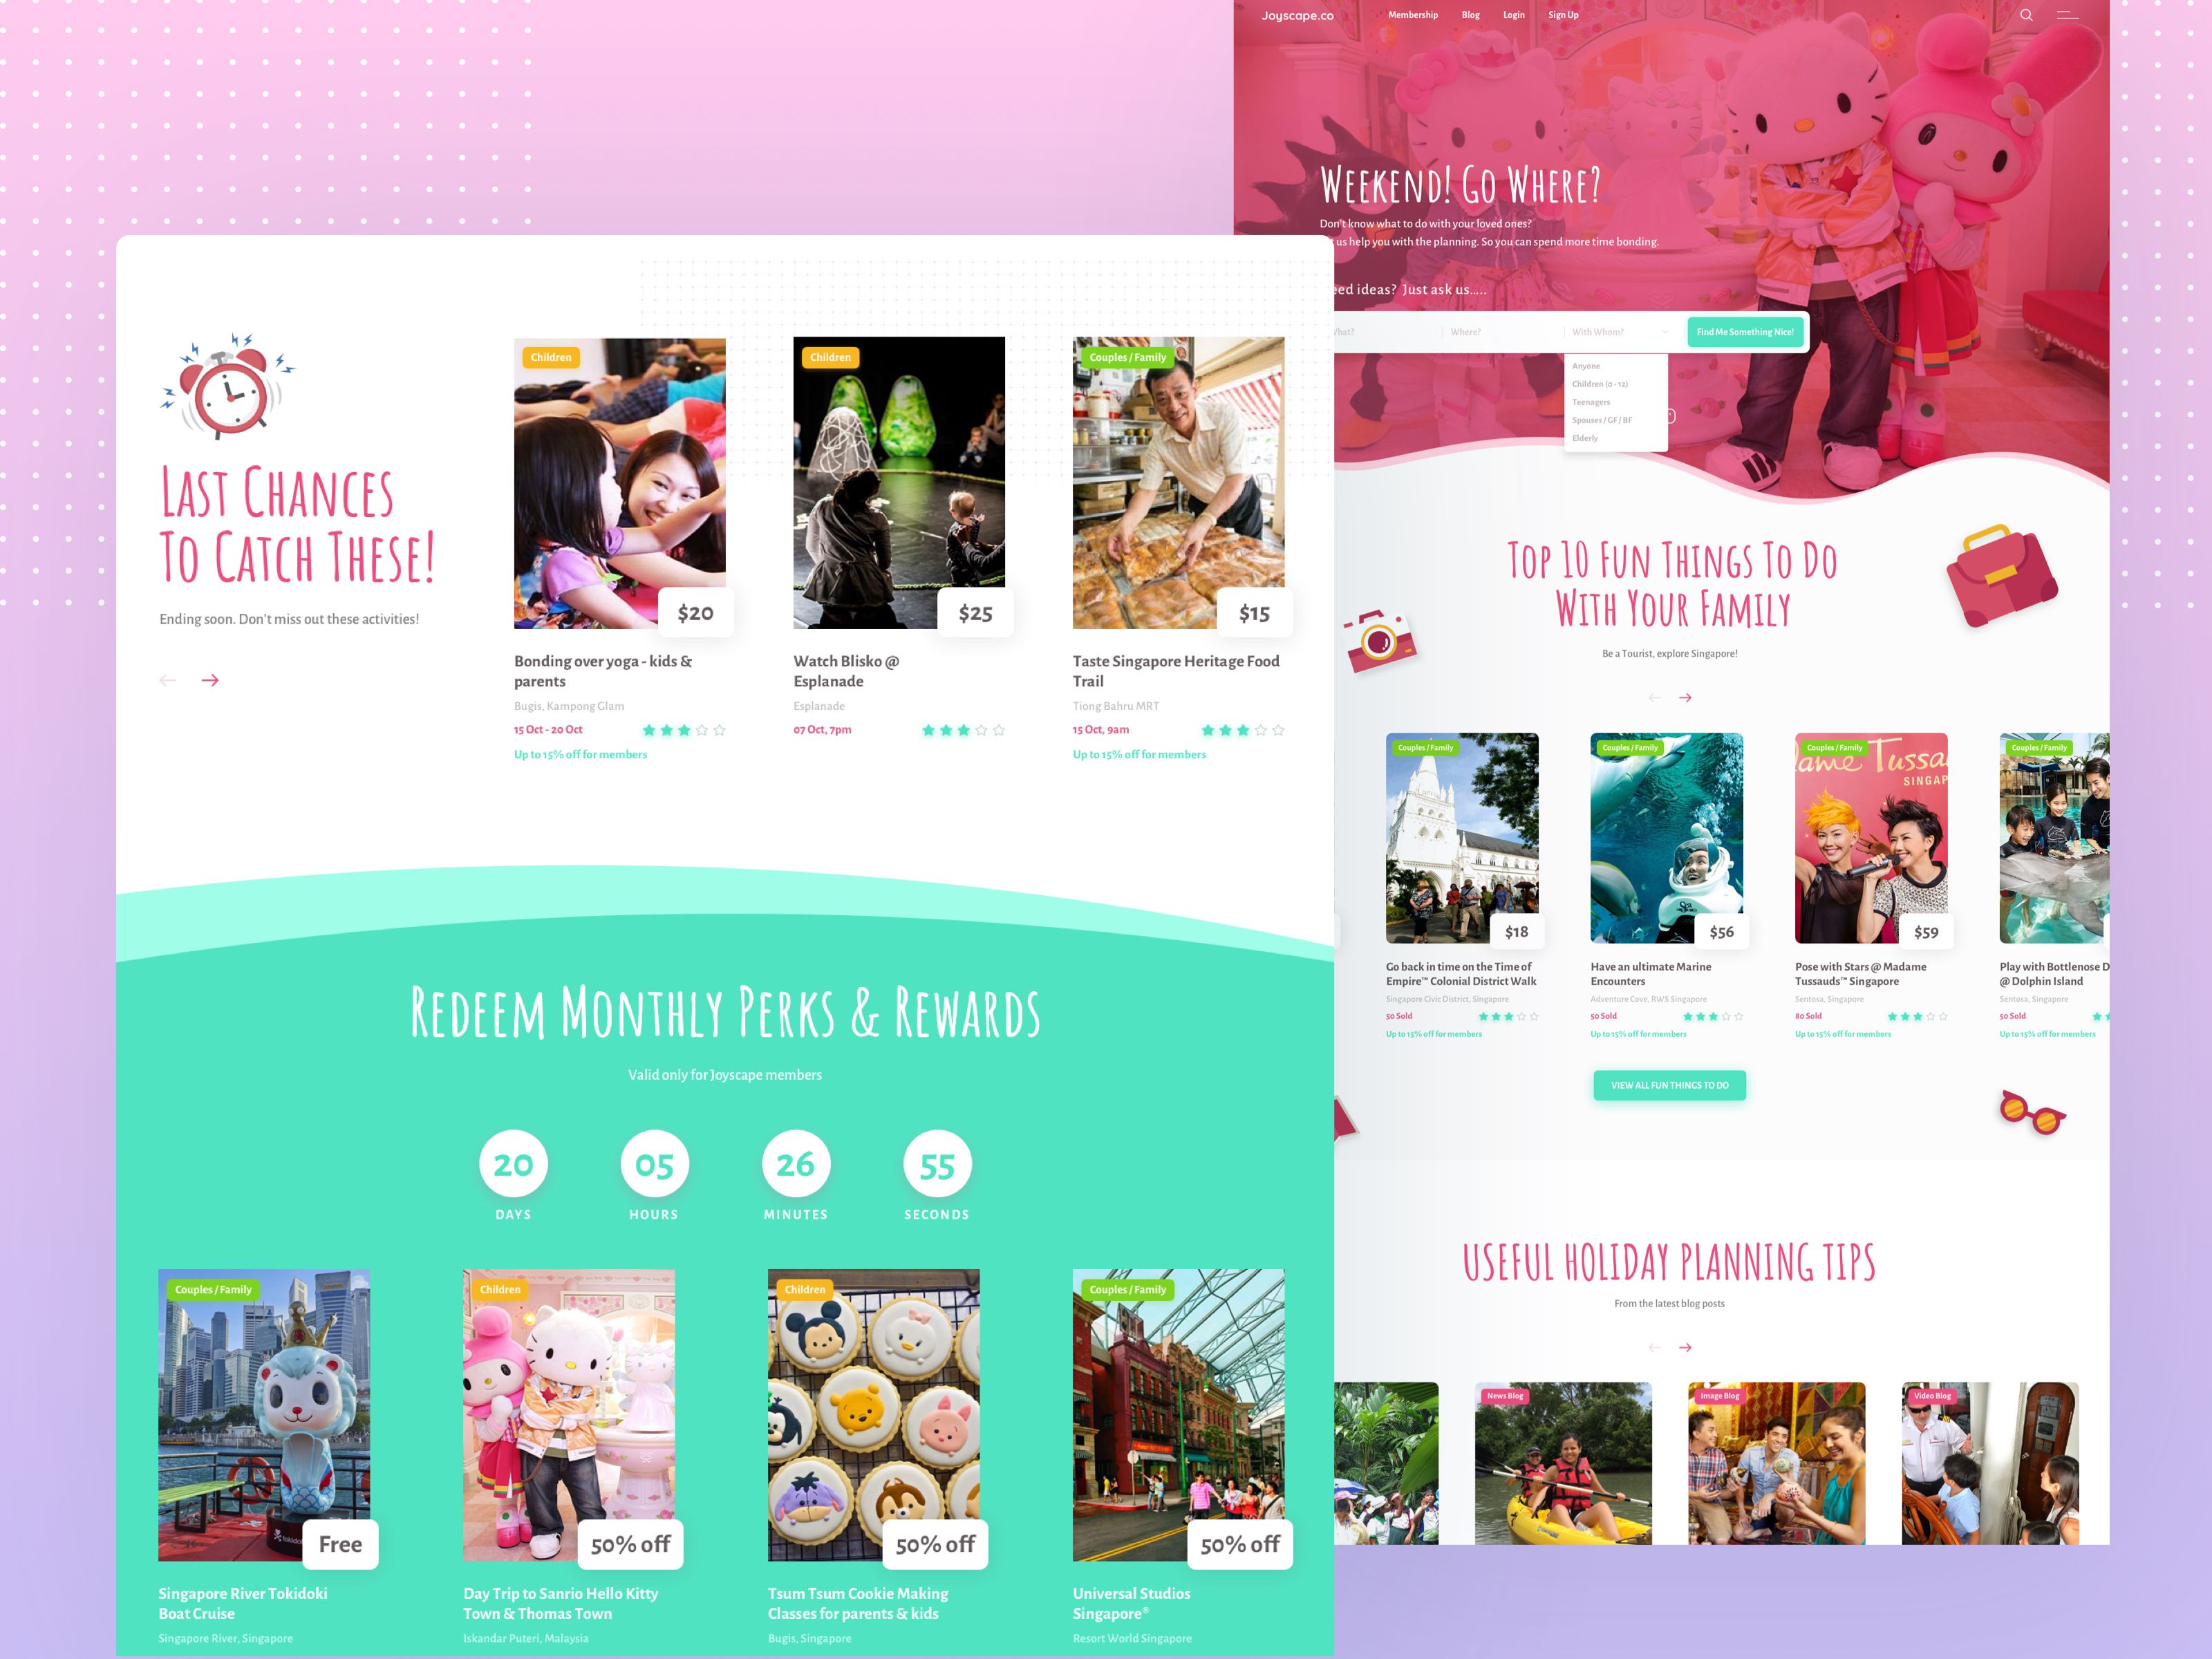 Joyscape.co
Membership
Blog
Login
Sign Up
Weekend! Go Where?
Don't know what to do with your loved ones?
us help you with the planning. So you can spend more time bonding.
ideas? Just ask us.....
Where?
With Whom?
Find Me Something Nice!
Anyone
Children (0 - 12)
Teenagers
Spouses / GF / BF
Elderly
Last Chances
To Catch These!
Ending soon. Don't miss out these activities!
Children
$20
Bonding over yoga - kids &
parents
Bugis, Kampong Glam
15 Oct - 20 Oct
Up to 15% off for members
Children
$25
Watch Blisko @
Esplanade
Esplanade
07 Oct, 7pm
Couples / Family
$15
Taste Singapore Heritage Food
Trail
Tiong Bahru MRT
15 Oct, 9am
Up to 15% off for members
Top 10 Fun Things To Do
With Your Family
Be a Tourist, explore Singapore!
Couples / Family
$18
Go back in time on the Time of
Empire™ Colonial District Walk
Singapore Civic District, Singapore
50 Sold
Up to 15% off for members
Couples / Family
Sea
$56
Have an ultimate Marine
Encounters
Adventure Cove, RWS Singapore
50 Sold
Up to 15% off for members
Couples / Family
ame Tussa
SINGAP
$59
Pose with Stars @ Madame
Tussauds™ Singapore
Sentosa, Singapore
80 Sold
Up to 15% off for members
Couples / Family
Play with Bottlenose D
@ Dolphin Island
Sentosa, Singapore
50 Sold
Up to 15% off for members
VIEW ALL FUN THINGS TO DO
Redeem Monthly Perks & Rewards
Valid only for Joyscape members
20
DAYS
05
HOURS
26
MINUTES
55
SECONDS
Couples / Family
tokido
Free
Singapore River Tokidoki
Boat Cruise
Singapore River, Singapore
Children
50% off
Day Trip to Sanrio Hello Kitty
Town & Thomas Town
Iskandar Puteri, Malaysia
Children
50% off
Tsum Tsum Cookie Making
Classes for parents & kids
Bugis, Singapore
Couples / Family
50% off
Universal Studios
Singapore®
Resort World Singapore
USEFUL HOLIDAY PLANNING TIPS
From the latest blog posts
News Blog
Image Blog
Video Blog